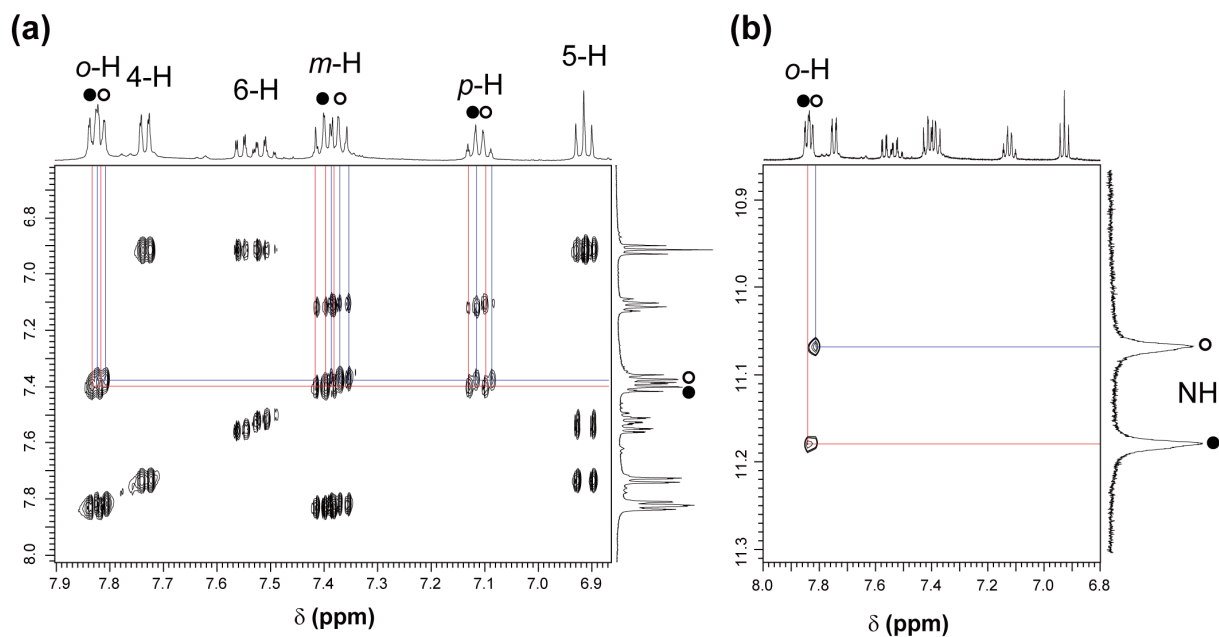 (a)
o-H
4-H
6-H
m-H
p-H
5-H
6.8
7.0
7.2
7.4
7.6
7.8
8.0
7.9 7.8 7.7 7.6 7.5 7.4 7.3 7.2 7.1 7.0 6.9
δ (ppm)
(b)
o-H
10.9
11.0
11.1
11.2
11.3
NH
8.0 7.8 7.6 7.4 7.2 7.0 6.8
δ (ppm)